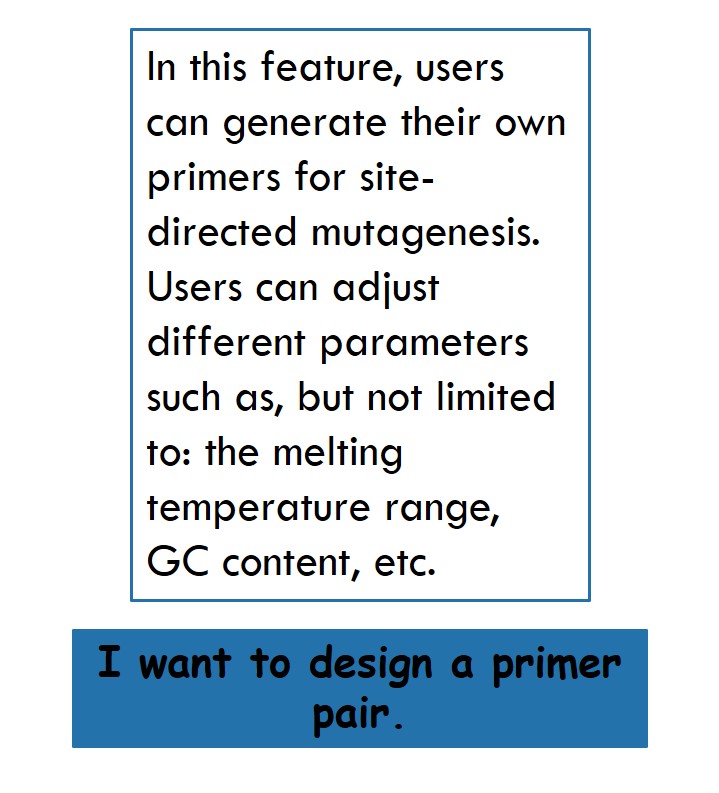 In this feature, users
can generate their own
primers for site-
directed mutagenesis.
Users can adjust
different parameters
such as, but not limited
to: the melting
temperature range,
GC content, etc.
I want to design a primer
pair.